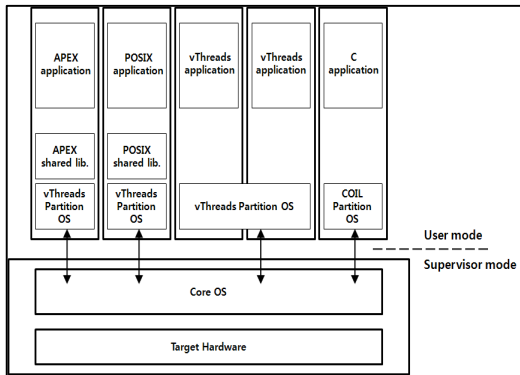 APEX
application
POSIX
application
vThreads
application
vThreads
application
C
application
APEX
shared lib.
POSIX
shared lib.
vThreads
Partition
OS
vThreads
Partition
OS
vThreads Partition OS
COIL
Partition
OS
User mode
Supervisor mode
Core OS
Target Hardware